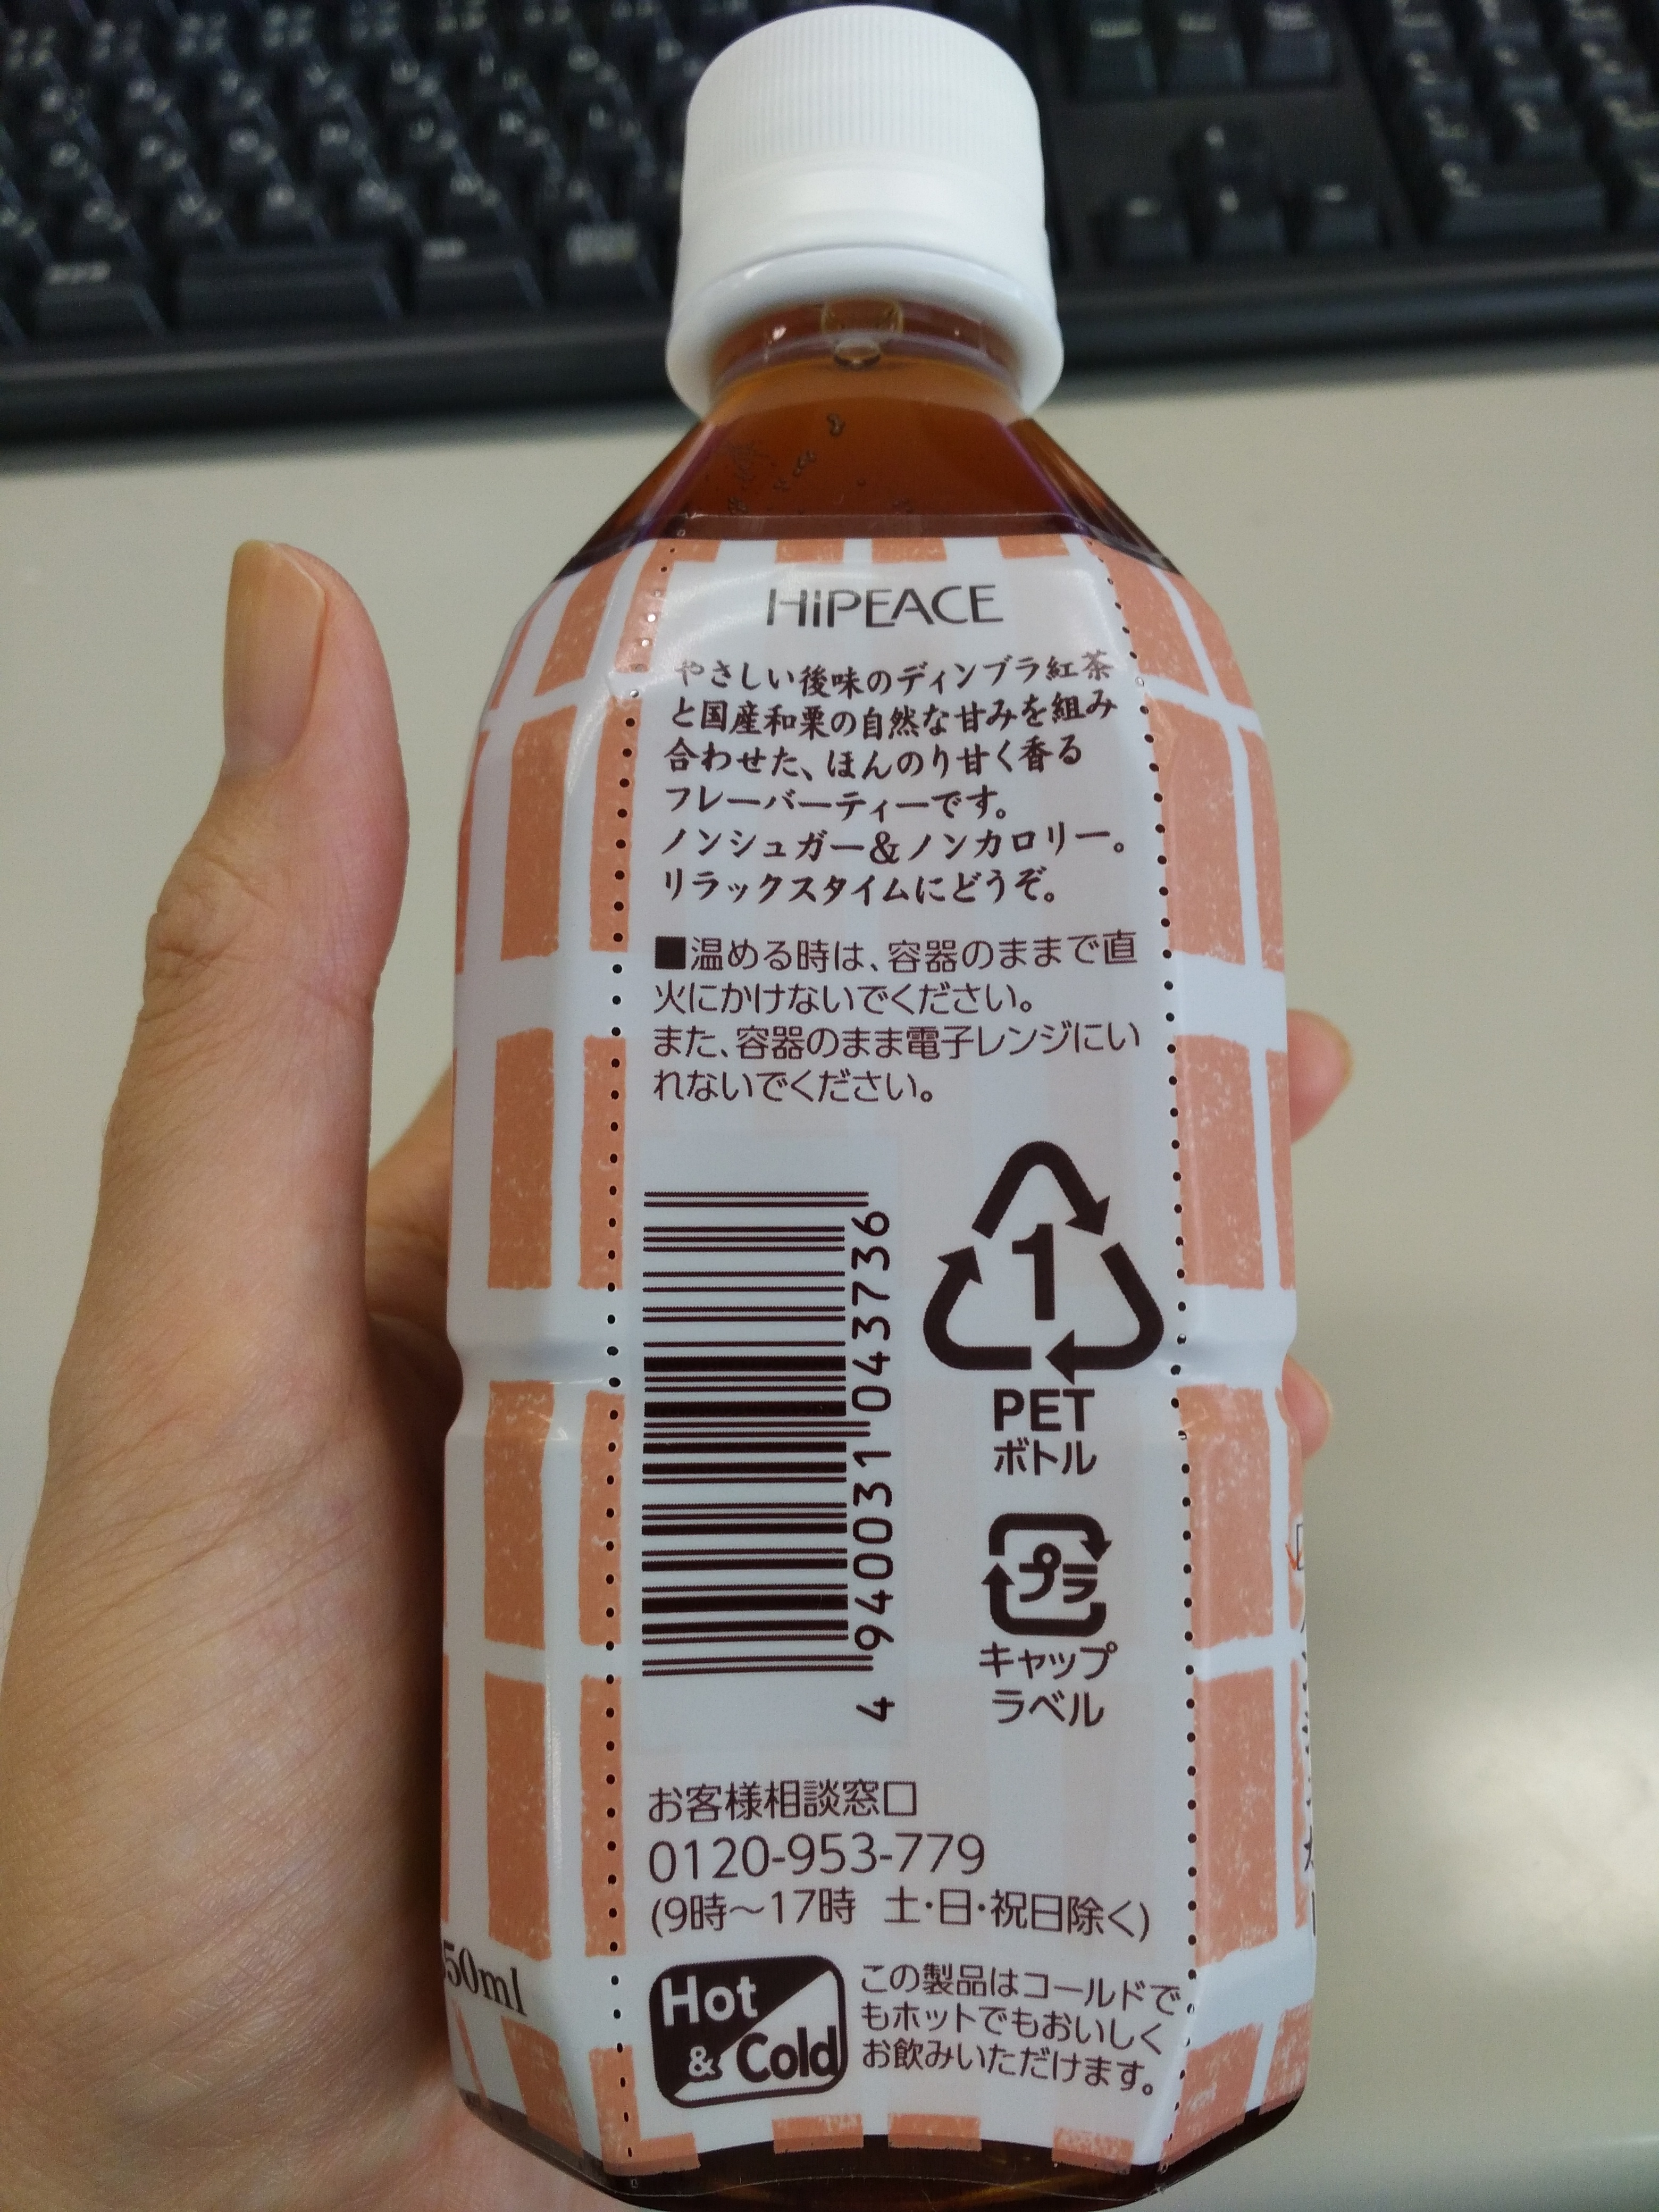 HiPEACE
やさしい後味のディンブラ紅茶
と国産和栗の自然な甘みを組み
合わせた、ほんのり甘く香る
フレーバーティーです。
ノンシュガー&ノンカロリー。
リラックスタイムにどうぞ。
■温める時は、容器のままで直
火にかけないでください。
また、容器のまま電子レンジにい
れないでください。
4 940031 043736
1
PET
ボトル
プラ
キャップ
ラベル
お客様相談窓口
0120-953-779
(9時〜17時 土・日・祝日除く)
Hot
& Cold
この製品はコールドで
もホットでもおいしく
お飲みいただけます。
50ml